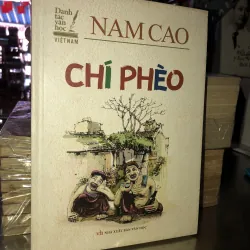 Danh
tác văn
học
VIỆT NAM
NAM CAO
CHÍ PHÈO